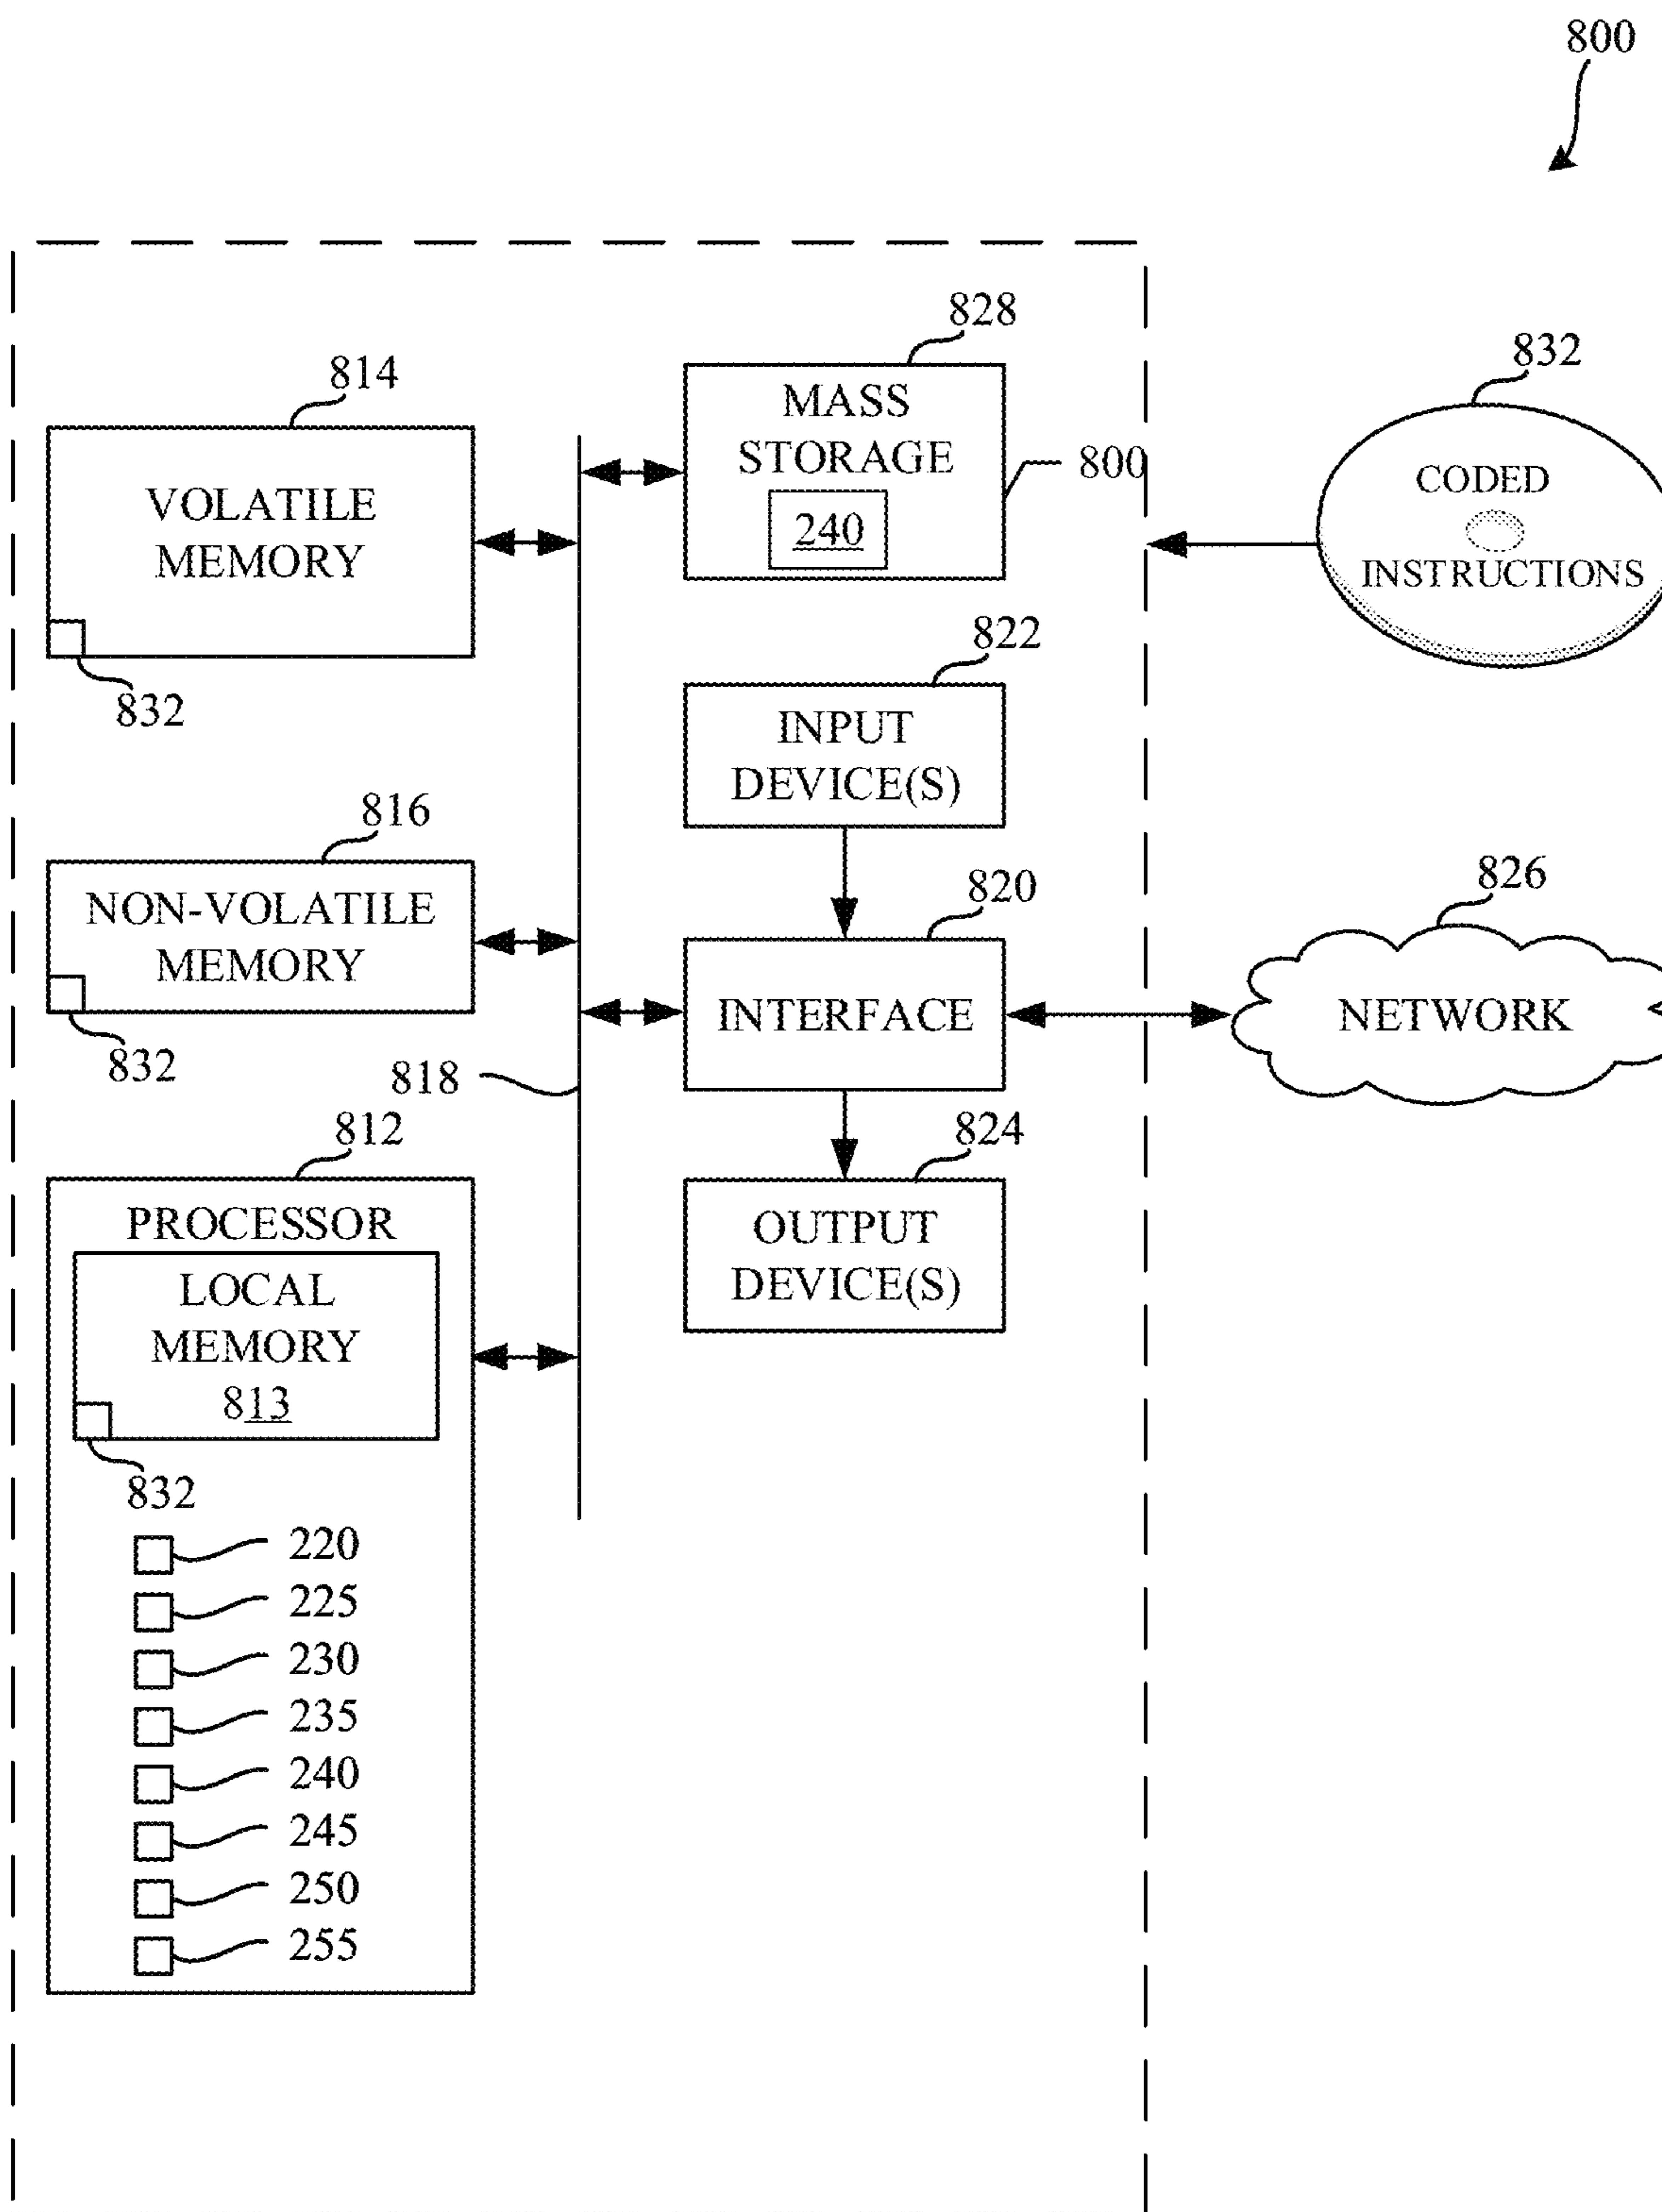 800
828
MASS
STORAGE
240
800
814
VOLATILE
MEMORY
832
832
CODED
INSTRUCTIONS
822
INPUT
DEVICE(S)
816
NON-VOLATILE
MEMORY
832
820
INTERFACE
826
NETWORK
818
812
PROCESSOR
LOCAL
MEMORY
813
832
824
OUTPUT
DEVICE(S)
220
225
230
235
240
245
250
255